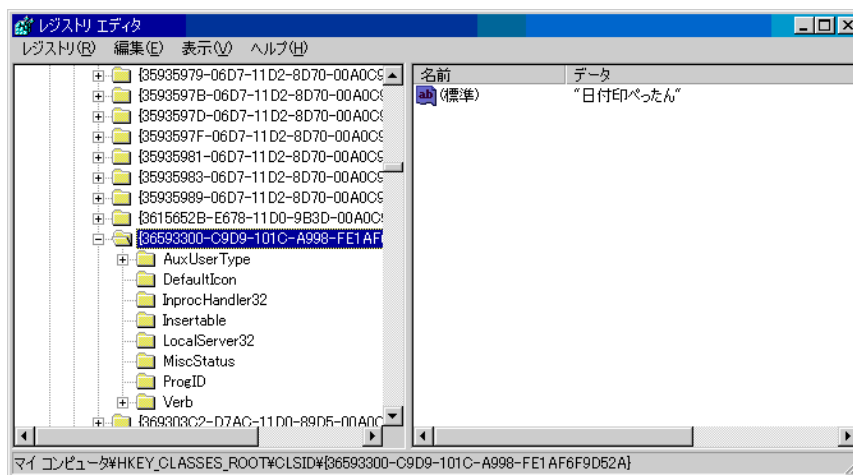 レジストリ エディタ
レジストリ(R) 編集(E) 表示(V) ヘルプ(H)
{35935979-06D7-11D2-8D70-00A0C9
{3593597B-06D7-11D2-8D70-00A0C9
{3593597D-06D7-11D2-8D70-00A0C9
{3593597F-06D7-11D2-8D70-00A0C9
{35935981-06D7-11D2-8D70-00A0C9
{35935983-06D7-11D2-8D70-00A0C9
{35935989-06D7-11D2-8D70-00A0C9
{3615652B-E678-11D0-9B3D-00A0C9
{36593300-C9D9-101C-A998-FE1AF
AuxUserType
DefaultIcon
InprocHandler32
Insertable
LocalServer32
MiscStatus
ProgID
Verb
{369303C2-D7AC-11D0-89D5-00A0C
名前 データ
ab (標準) "日付印ぺったん"
マイ コンピュータ¥HKEY_CLASSES_ROOT¥CLSID¥{36593300-C9D9-101C-A998-FE1AF6F9D52A}